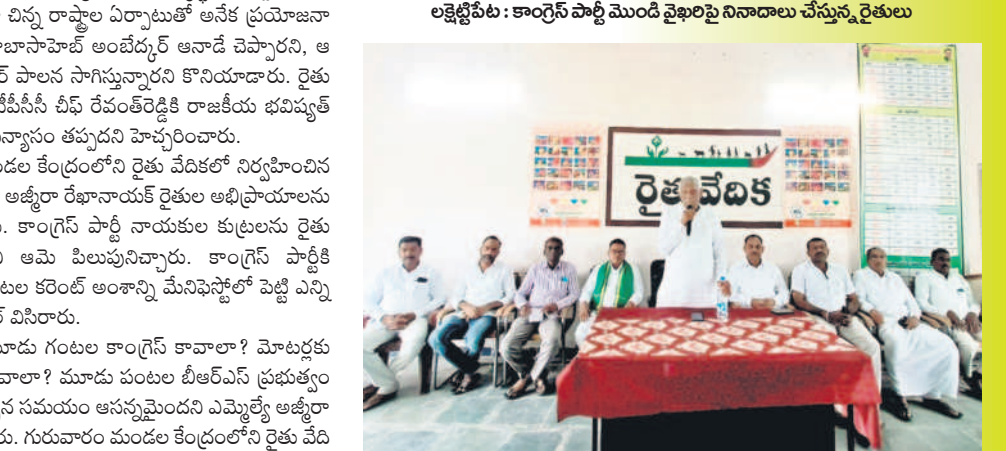 చిన్న రాష్ట్రాల ఏర్పాటుతో అనేక ప్రయోజనా
బాసాహెబ్ అంబేద్కర్ ఆనాడే చెప్పారని, ఆ
ర్ పాలన సాగిస్తున్నారని కొనియాడారు. రైతు
టీపీసీసీ చీఫ్ రేవంత్‌రెడ్డికి రాజకీయ భవిష్యత్
న్యాసం తప్పదని హెచ్చరించారు.
డల కేంద్రంలోని రైతు వేదికలో నిర్వహించిన
అజ్మీరా రేఖానాయక్ రైతుల అభిప్రాయాలను
. కాంగ్రెస్ పార్టీ నాయకుల కుట్రలను రైతు
ఆమె పిలుపునిచ్చారు. కాంగ్రెస్ పార్టీకి
టల కరెంట్ అంశాన్ని మేనిఫెస్టోలో పెట్టి ఎన్ని
ర్ విసిరారు.
మూడు గంటల కాంగ్రెస్ కావాలా? మోటర్లకు
వాలా? మూడు పంటల బీఆర్ఎస్ ప్రభుత్వం
న సమయం ఆసన్నమైందని ఎమ్మెల్యే అజ్మీరా
రు. గురువారం మండల కేంద్రంలోని రైతు వేది
లక్షెట్టిపేట : కాంగ్రెస్ పార్టీ మొండి వైఖరిపై నినాదాలు చేస్తున్న రైతులు
రైతు వేదిక